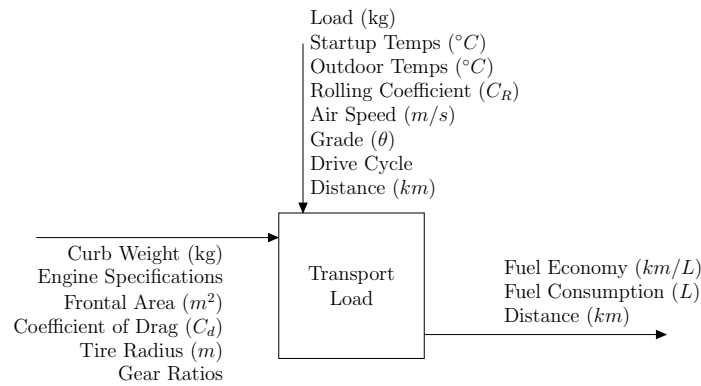 Load (kg)
Startup Temps (°C)
Outdoor Temps (°C)
Rolling Coefficient (C_R)
Air Speed (m/s)
Grade (θ)
Drive Cycle
Distance (km)
Curb Weight (kg)
Engine Specifications
Frontal Area (m²)
Coefficient of Drag (C_d)
Tire Radius (m)
Gear Ratios
Transport
Load
Fuel Economy (km/L)
Fuel Consumption (L)
Distance (km)